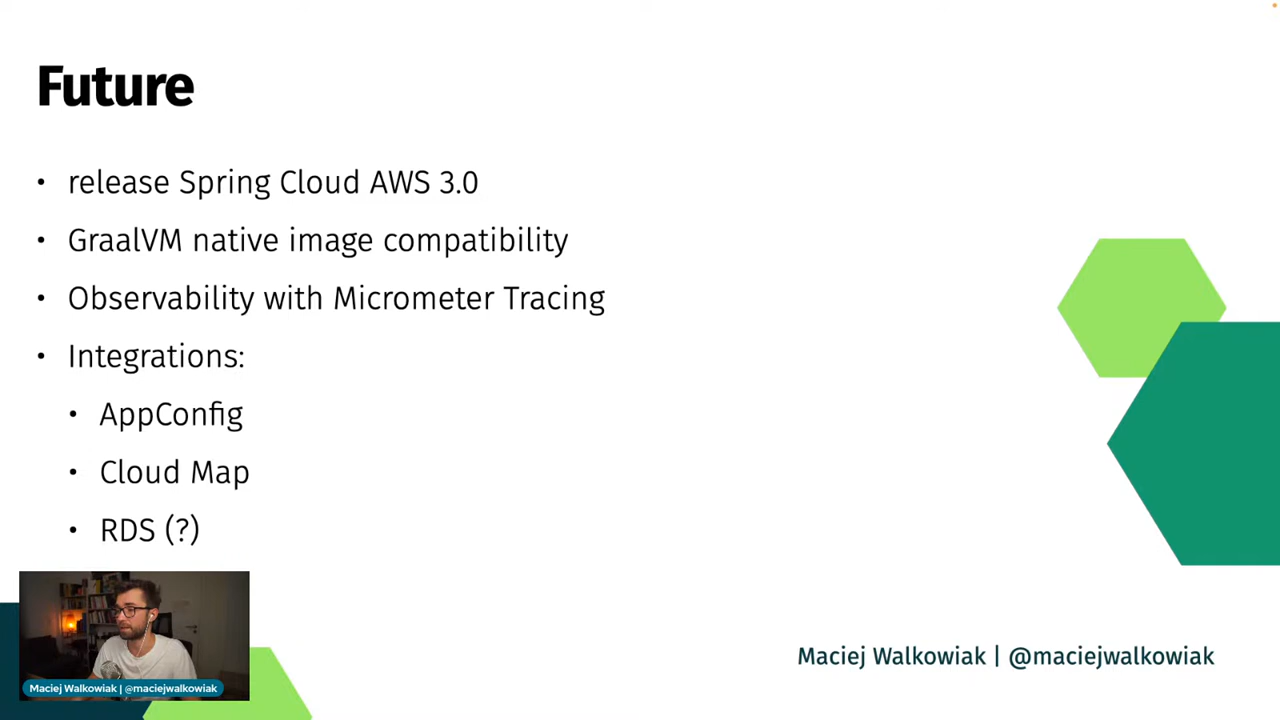 Future
• release Spring Cloud AWS 3.0
• GraalVM native image compatibility
• Observability with Micrometer Tracing
• Integrations:
• AppConfig
• Cloud Map
• RDS (?)
Maciej Walkowiak | @maciejwalkowiak
Maciej Walkowiak | @maciejwalkowiak